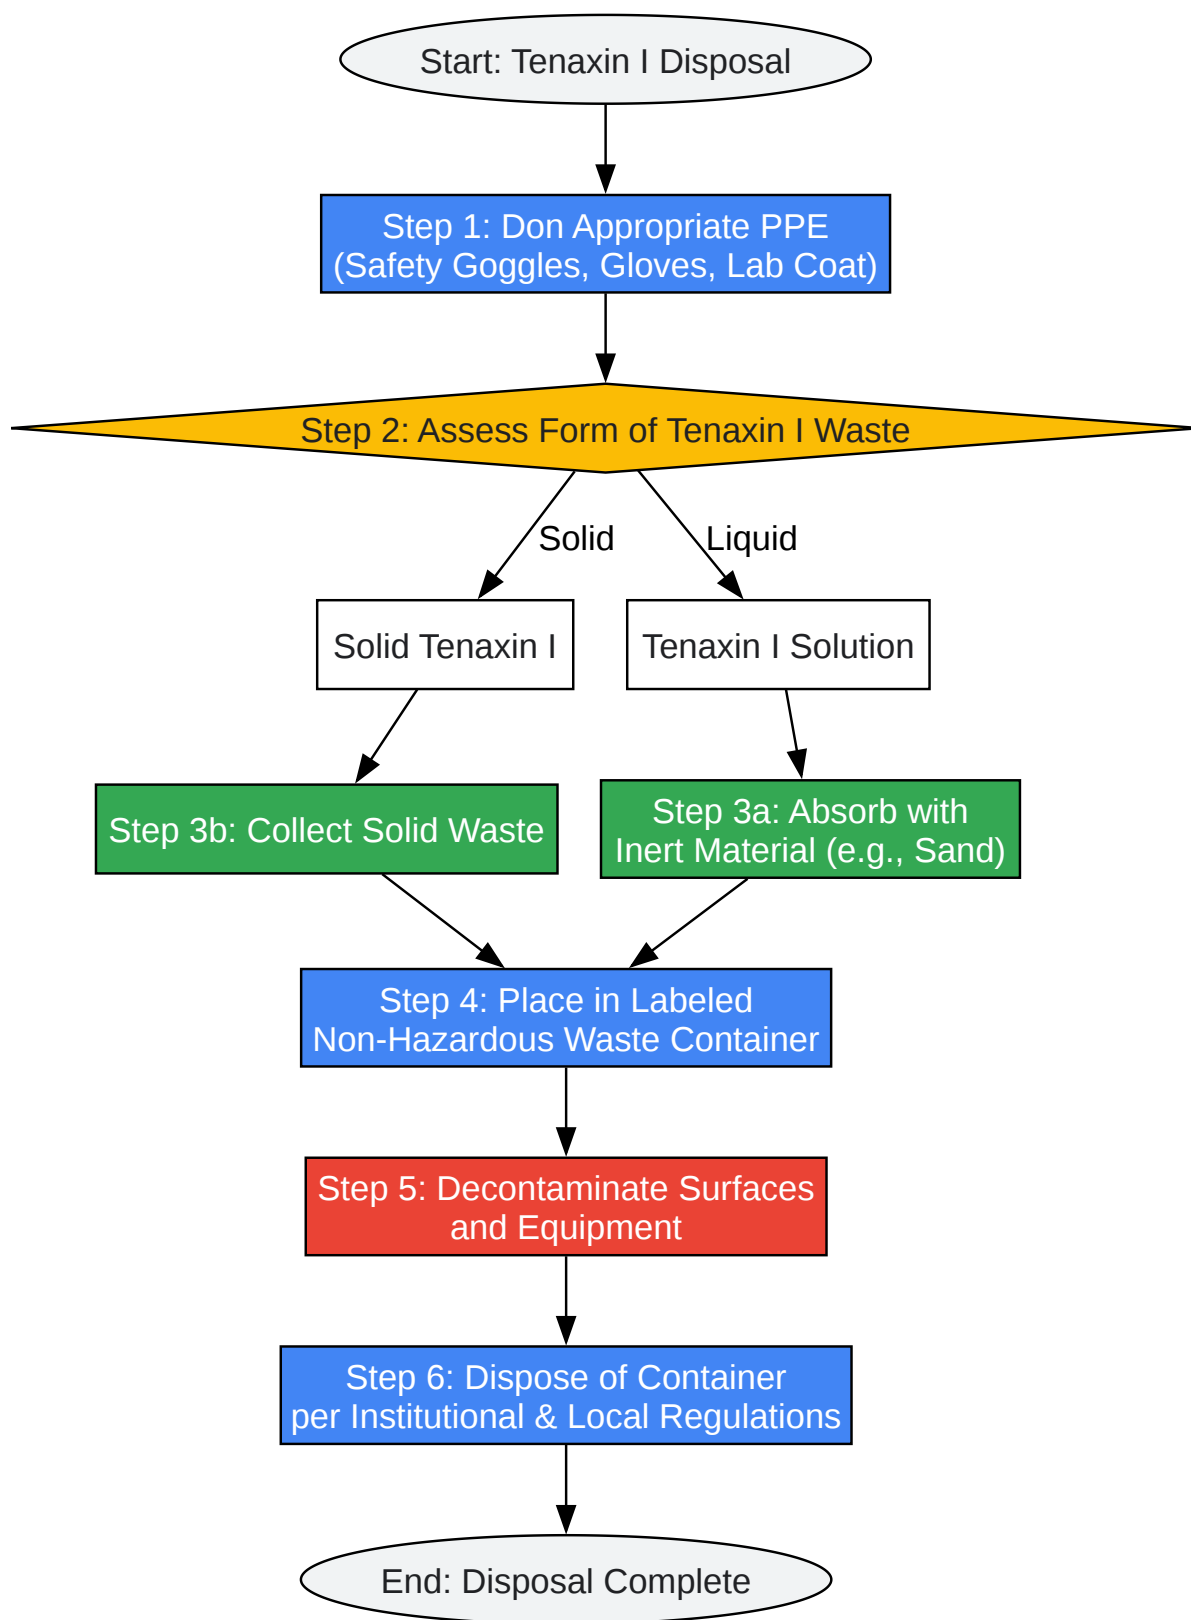 Start: Tenaxin I Disposal
Step 1: Don Appropriate PPE
(Safety Goggles, Gloves, Lab Coat)
Step 2: Assess Form of Tenaxin I Waste
Solid
Liquid
Solid Tenaxin I
Tenaxin I Solution
Step 3b: Collect Solid Waste
Step 3a: Absorb with
Inert Material (e.g., Sand)
Step 4: Place in Labeled
Non-Hazardous Waste Container
Step 5: Decontaminate Surfaces
and Equipment
Step 6: Dispose of Container
per Institutional & Local Regulations
End: Disposal Complete